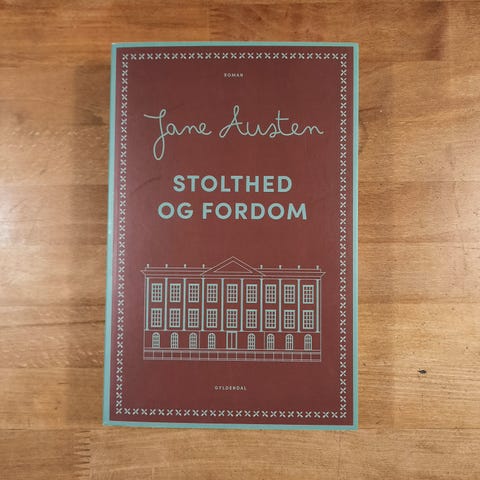 ROMAN
Jane Austen
STOLTHED
OG FORDOM
GYLDENDAL